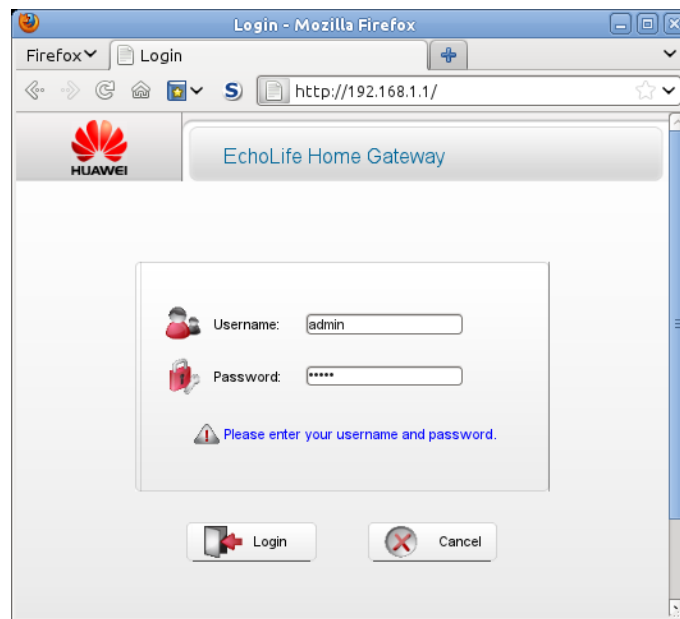 Login - Mozilla Firefox
Firefox
Login
S
http://192.168.1.1/
HUAWEI
EchoLife Home Gateway
Username:
admin
Password:
•••••
Please enter your username and password.
Login
Cancel